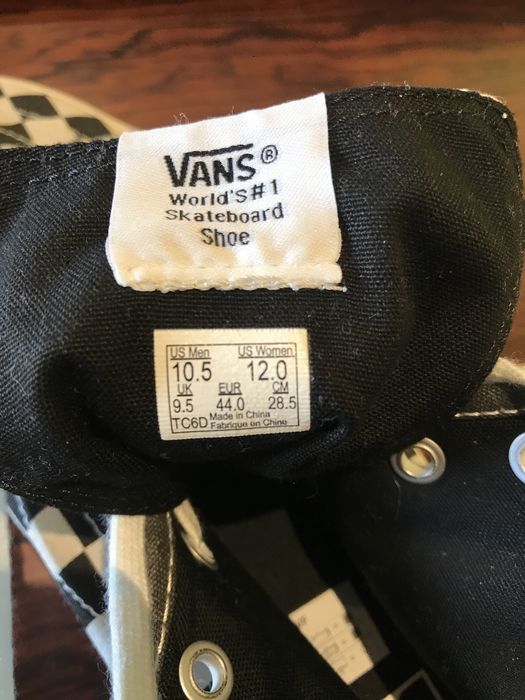 VANS®
World's #1
Skateboard
Shoe
US Men US Women
10.5 12.0
UK EUR CM
9.5 44.0 28.5
TC6D Made in China
Fabrique en Chine